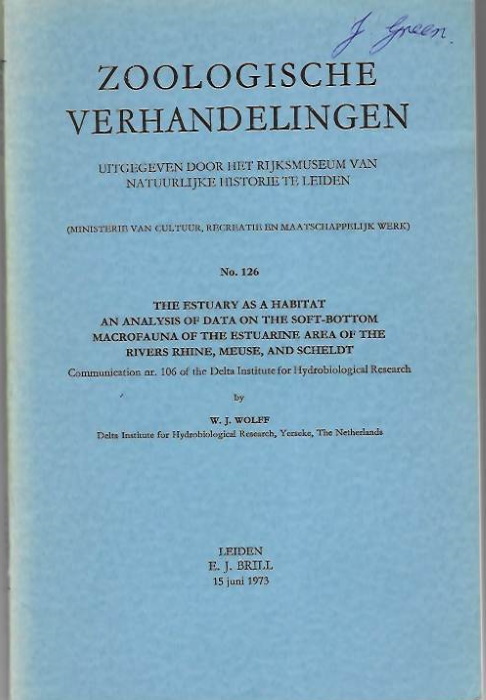 J Green.
ZOOLOGISCHE
VERHANDELINGEN
UITGEGEVEN DOOR HET RIJKSMUSEUM VAN
NATUURLIJKE HISTORIE TE LEIDEN
(MINISTERIE VAN CULTUUR, RECREATIE EN MAATSCHAPPELIJK WERK)
No. 126
THE ESTUARY AS A HABITAT
AN ANALYSIS OF DATA ON THE SOFT-BOTTOM
MACROFAUNA OF THE ESTUARINE AREA OF THE
RIVERS RHINE, MEUSE, AND SCHELDT
Communication nr. 106 of the Delta Institute for Hydrobiological Research
by
W. J. WOLFF
Delta Institute for Hydrobiological Research, Yerseke, The Netherlands
LEIDEN
E. J. BRILL
15 juni 1973